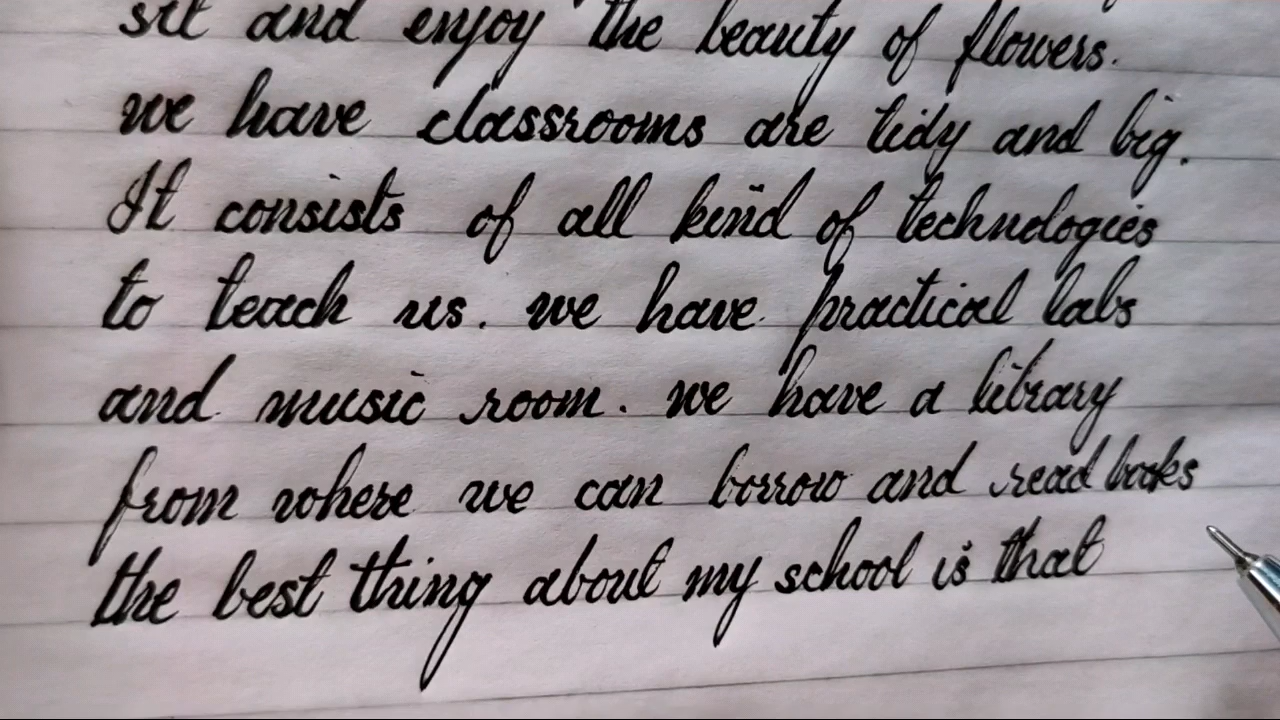 sit and enjoy the beauty of flowers.
we have classrooms are tidy and big.
It consists of all kind of technologies
to teach us. we have practical labs
and music room. we have a library
from where we can borrow and read books
the best thing about my school is that